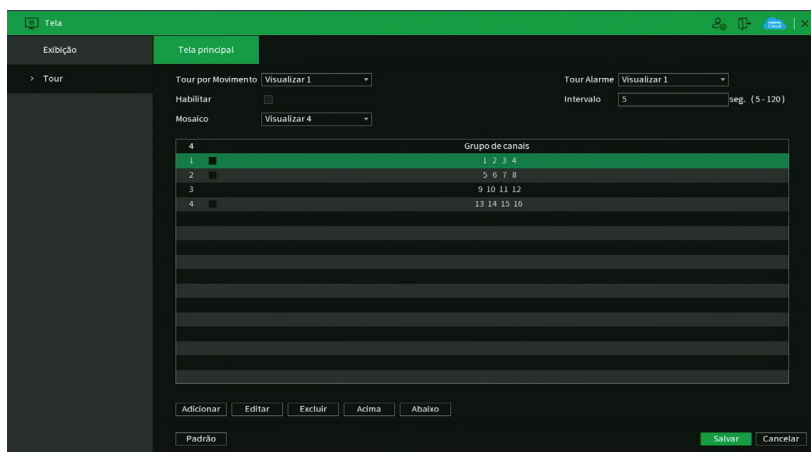 Tela
Cloud
Exibição
Tela principal
> Tour
Tour por Movimento Visualizar 1
Tour Alarme Visualizar 1
Habilitar
Intervalo 5 seg. (5 - 120)
Mosaico Visualizar 4
4 Grupo de canais
1 1 2 3 4
2 5 6 7 8
3 9 10 11 12
4 13 14 15 16
Adicionar Editar Excluir Acima Abaixo
Padrão Salvar Cancelar